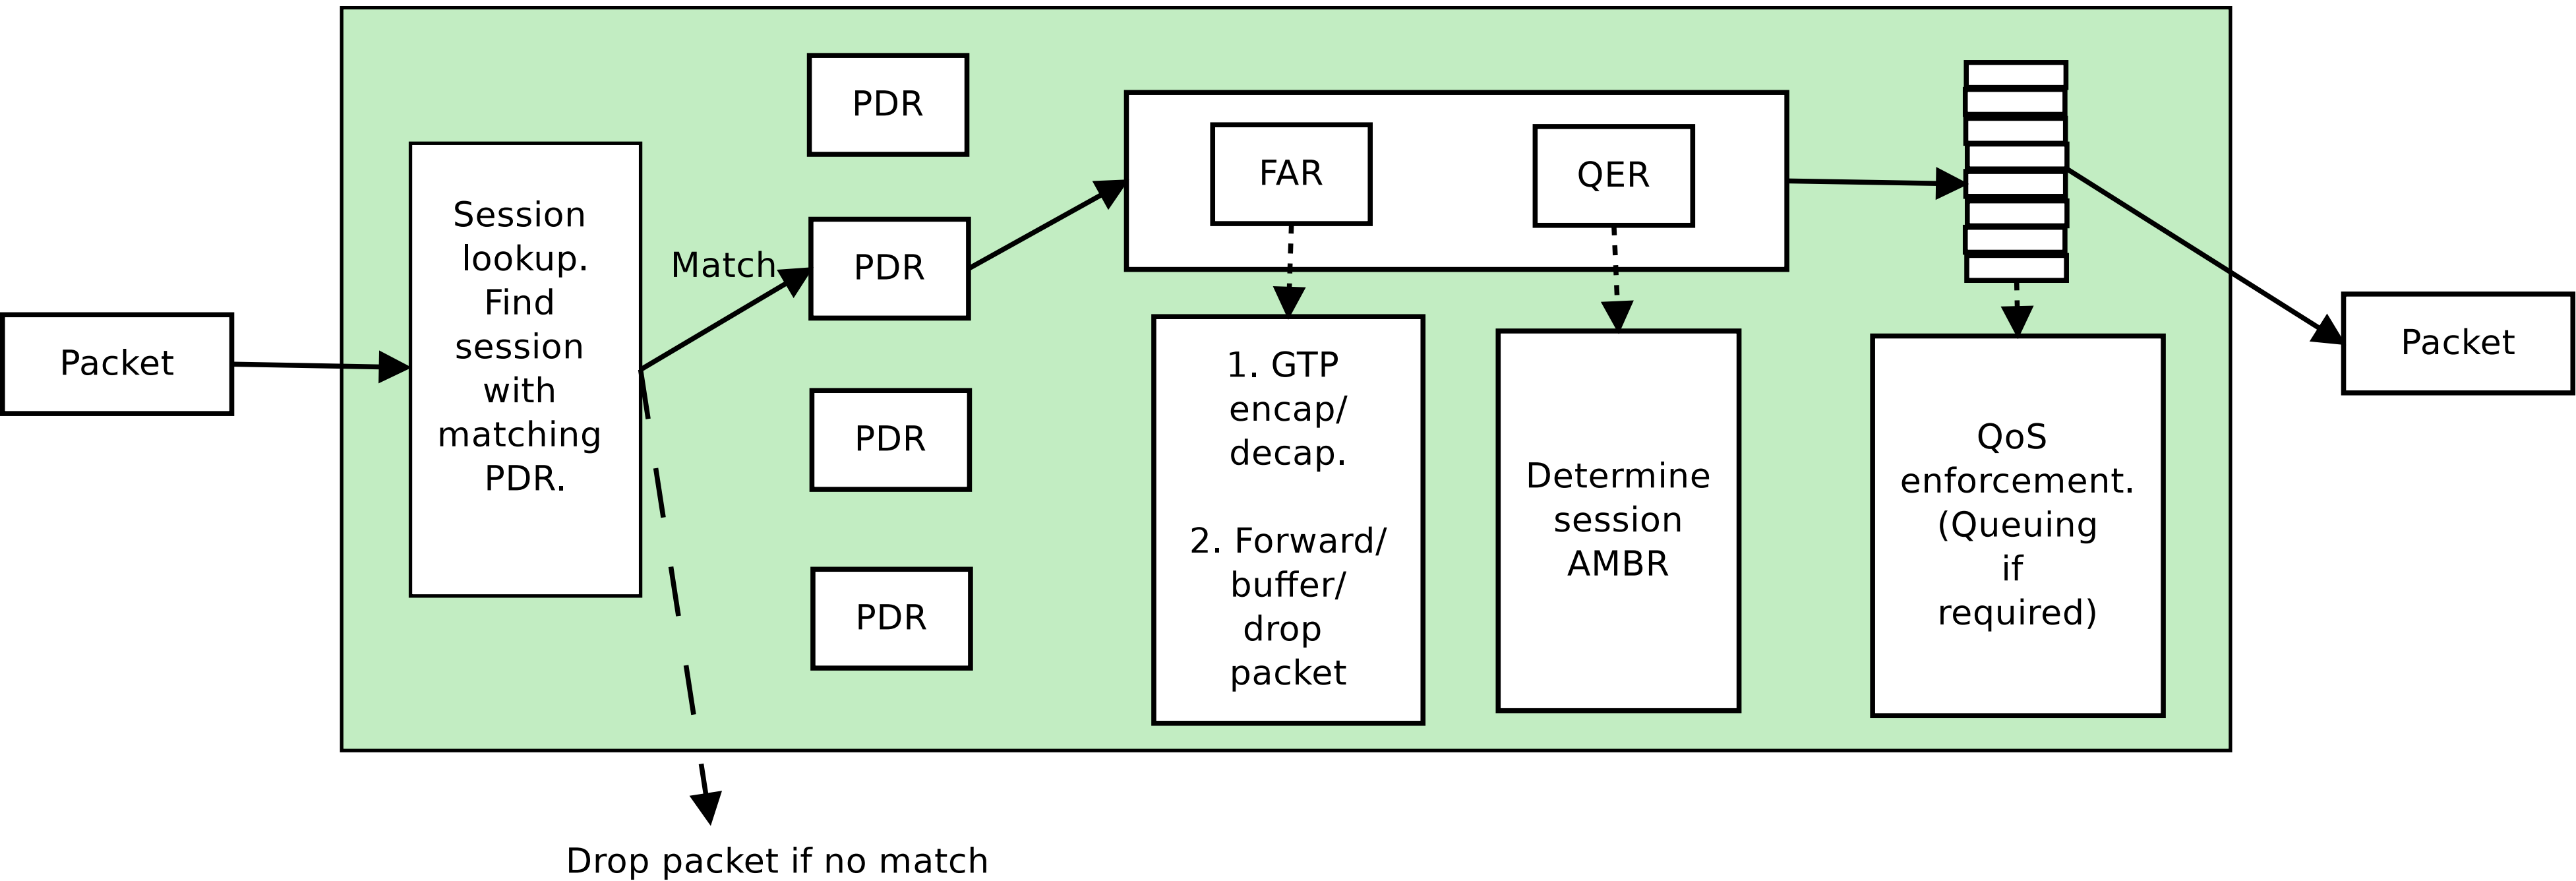 Packet
Session
lookup.
Find
session
with
matching
PDR.
Match
PDR
PDR
PDR
PDR
FAR
QER
1. GTP
encap/
decap.
2. Forward/
buffer/
drop
packet
Determine
session
AMBR
QoS
enforcement.
(Queuing
if
required)
Packet
Drop packet if no match